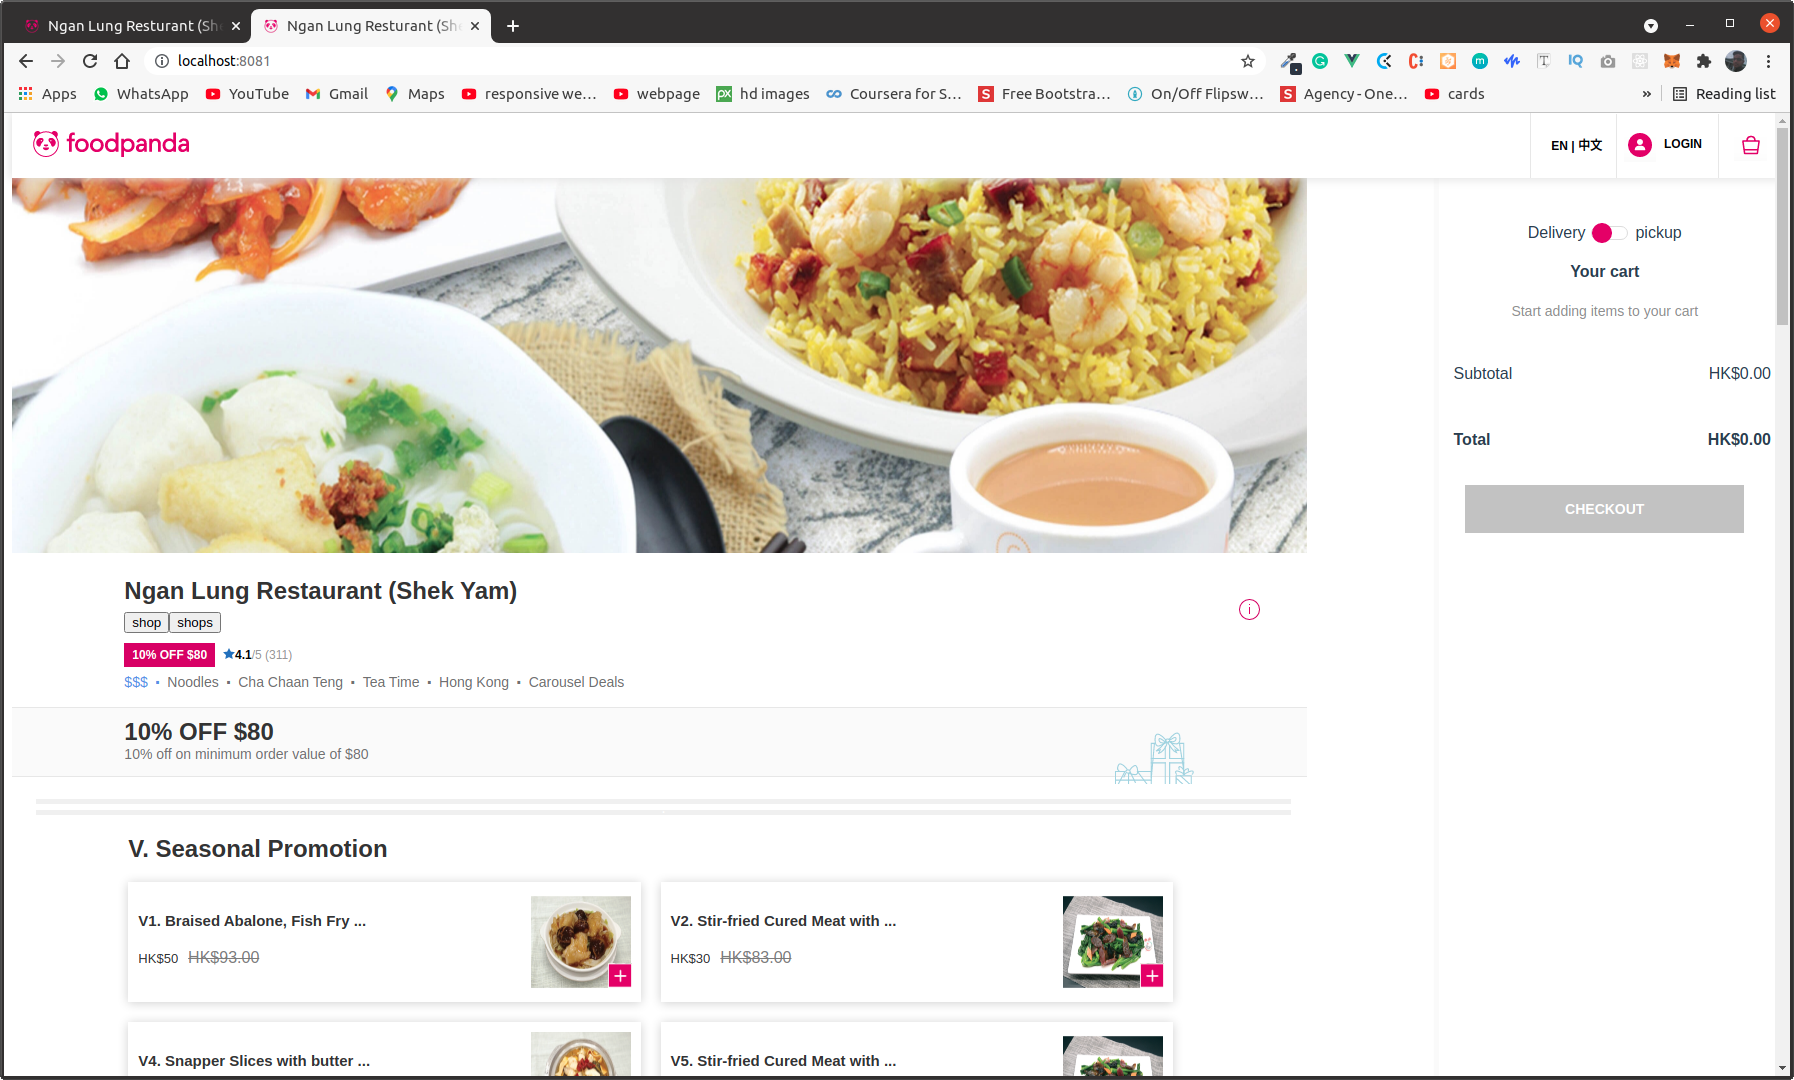 Ngan Lung Resturant (Sh
Ngan Lung Resturant (Sh
localhost:8081
Apps
WhatsApp
YouTube
Gmail
Maps
responsive we…
webpage
hd images
Coursera for S…
Free Bootstra…
On/Off Flipsw…
Agency - One…
cards
»
Reading list
foodpanda
EN | 中文
LOGIN
Delivery
pickup
Your cart
Start adding items to your cart
Subtotal HK$0.00
Total HK$0.00
CHECKOUT
Ngan Lung Restaurant (Shek Yam)
shop shops
10% OFF $80 4.1/5 (311)
$$$ • Noodles • Cha Chaan Teng • Tea Time • Hong Kong • Carousel Deals
10% OFF $80
10% off on minimum order value of $80
V. Seasonal Promotion
V1. Braised Abalone, Fish Fry ...
HK$50 HK$93.00
V2. Stir-fried Cured Meat with ...
HK$30 HK$83.00
V4. Snapper Slices with butter ...
V5. Stir-fried Cured Meat with ...